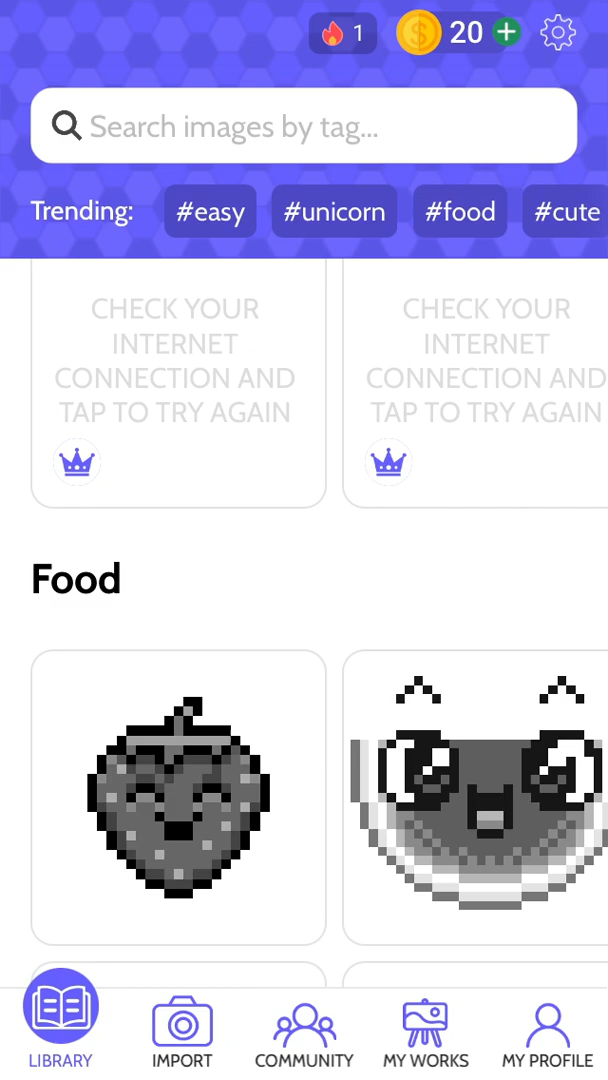 1
20
Search images by tag...
Trending: #easy #unicorn #food #cute
CHECK YOUR
INTERNET
CONNECTION AND
TAP TO TRY AGAIN
CHECK YOUR
INTERNET
CONNECTION AND
TAP TO TRY AGAIN
Food
LIBRARY
IMPORT
COMMUNITY
MY WORKS
MY PROFILE